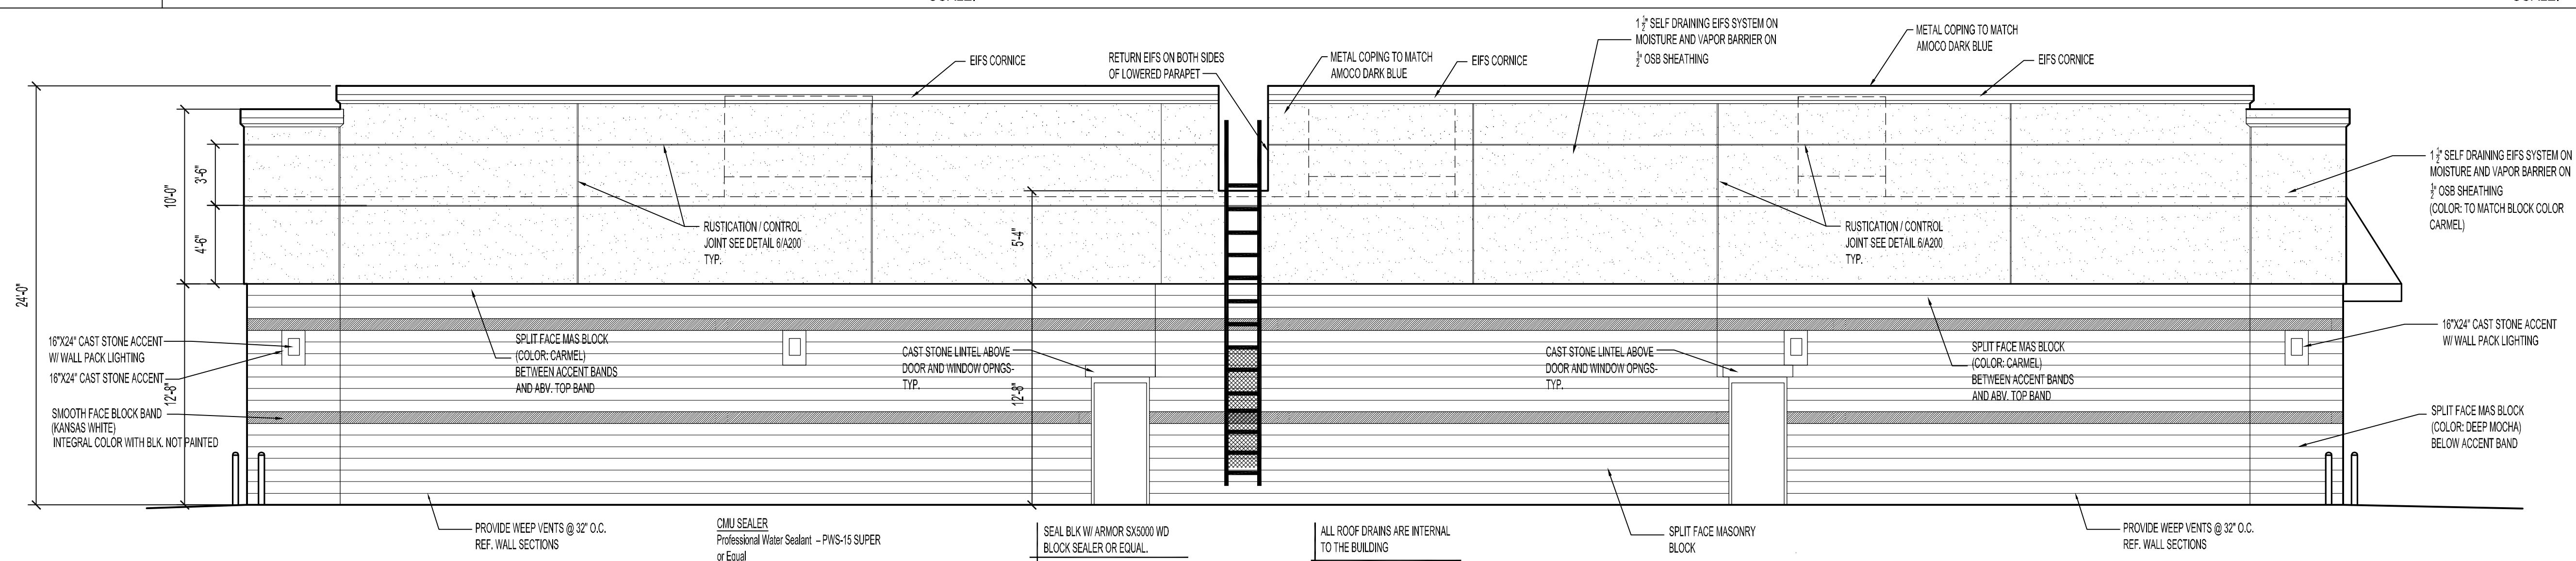 EIFS CORNICE
RETURN EIFS ON BOTH SIDES
OF LOWERED PARAPET
METAL COPING TO MATCH
AMOCO DARK BLUE
EIFS CORNICE
1 1/2" SELF DRAINING EIFS SYSTEM ON
MOISTURE AND VAPOR BARRIER ON
1/2" OSB SHEATHING
METAL COPING TO MATCH
AMOCO DARK BLUE
EIFS CORNICE
1 1/2" SELF DRAINING EIFS SYSTEM ON
MOISTURE AND VAPOR BARRIER ON
1/2" OSB SHEATHING
(COLOR: TO MATCH BLOCK COLOR
CARMEL)
24'-0"
10'-0"
3'-6"
4'-6"
12'-8"
5'-4"
12'-8"
RUSTICATION / CONTROL
JOINT SEE DETAIL 6/A200
TYP.
RUSTICATION / CONTROL
JOINT SEE DETAIL 6/A200
TYP.
16"X24" CAST STONE ACCENT
W/ WALL PACK LIGHTING
16"X24" CAST STONE ACCENT
SMOOTH FACE BLOCK BAND
(KANSAS WHITE)
INTEGRAL COLOR WITH BLK. NOT PAINTED
SPLIT FACE MAS BLOCK
(COLOR: CARMEL)
BETWEEN ACCENT BANDS
AND ABV. TOP BAND
CAST STONE LINTEL ABOVE
DOOR AND WINDOW OPNGS-
TYP.
CAST STONE LINTEL ABOVE
DOOR AND WINDOW OPNGS-
TYP.
SPLIT FACE MAS BLOCK
(COLOR: CARMEL)
BETWEEN ACCENT BANDS
AND ABV. TOP BAND
16"X24" CAST STONE ACCENT
W/ WALL PACK LIGHTING
SPLIT FACE MAS BLOCK
(COLOR: DEEP MOCHA)
BELOW ACCENT BAND
PROVIDE WEEP VENTS @ 32" O.C.
REF. WALL SECTIONS
CMU SEALER
Professional Water Sealant – PWS-15 SUPER
or Equal
SEAL BLK W/ ARMOR SX5000 WD
BLOCK SEALER OR EQUAL.
ALL ROOF DRAINS ARE INTERNAL
TO THE BUILDING
SPLIT FACE MASONRY
BLOCK
PROVIDE WEEP VENTS @ 32" O.C.
REF. WALL SECTIONS